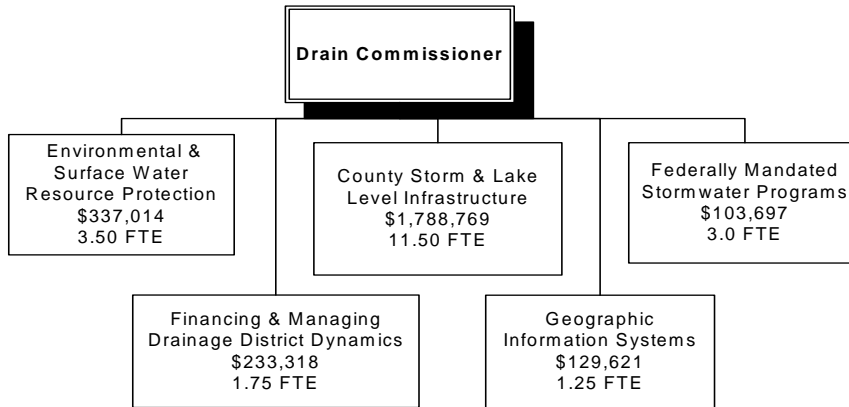 Drain Commissioner
Environmental &
Surface Water
Resource Protection
$337,014
3.50 FTE
County Storm & Lake
Level Infrastructure
$1,788,769
11.50 FTE
Federally Mandated
Stormwater Programs
$103,697
3.0 FTE
Financing & Managing
Drainage District Dynamics
$233,318
1.75 FTE
Geographic
Information Systems
$129,621
1.25 FTE